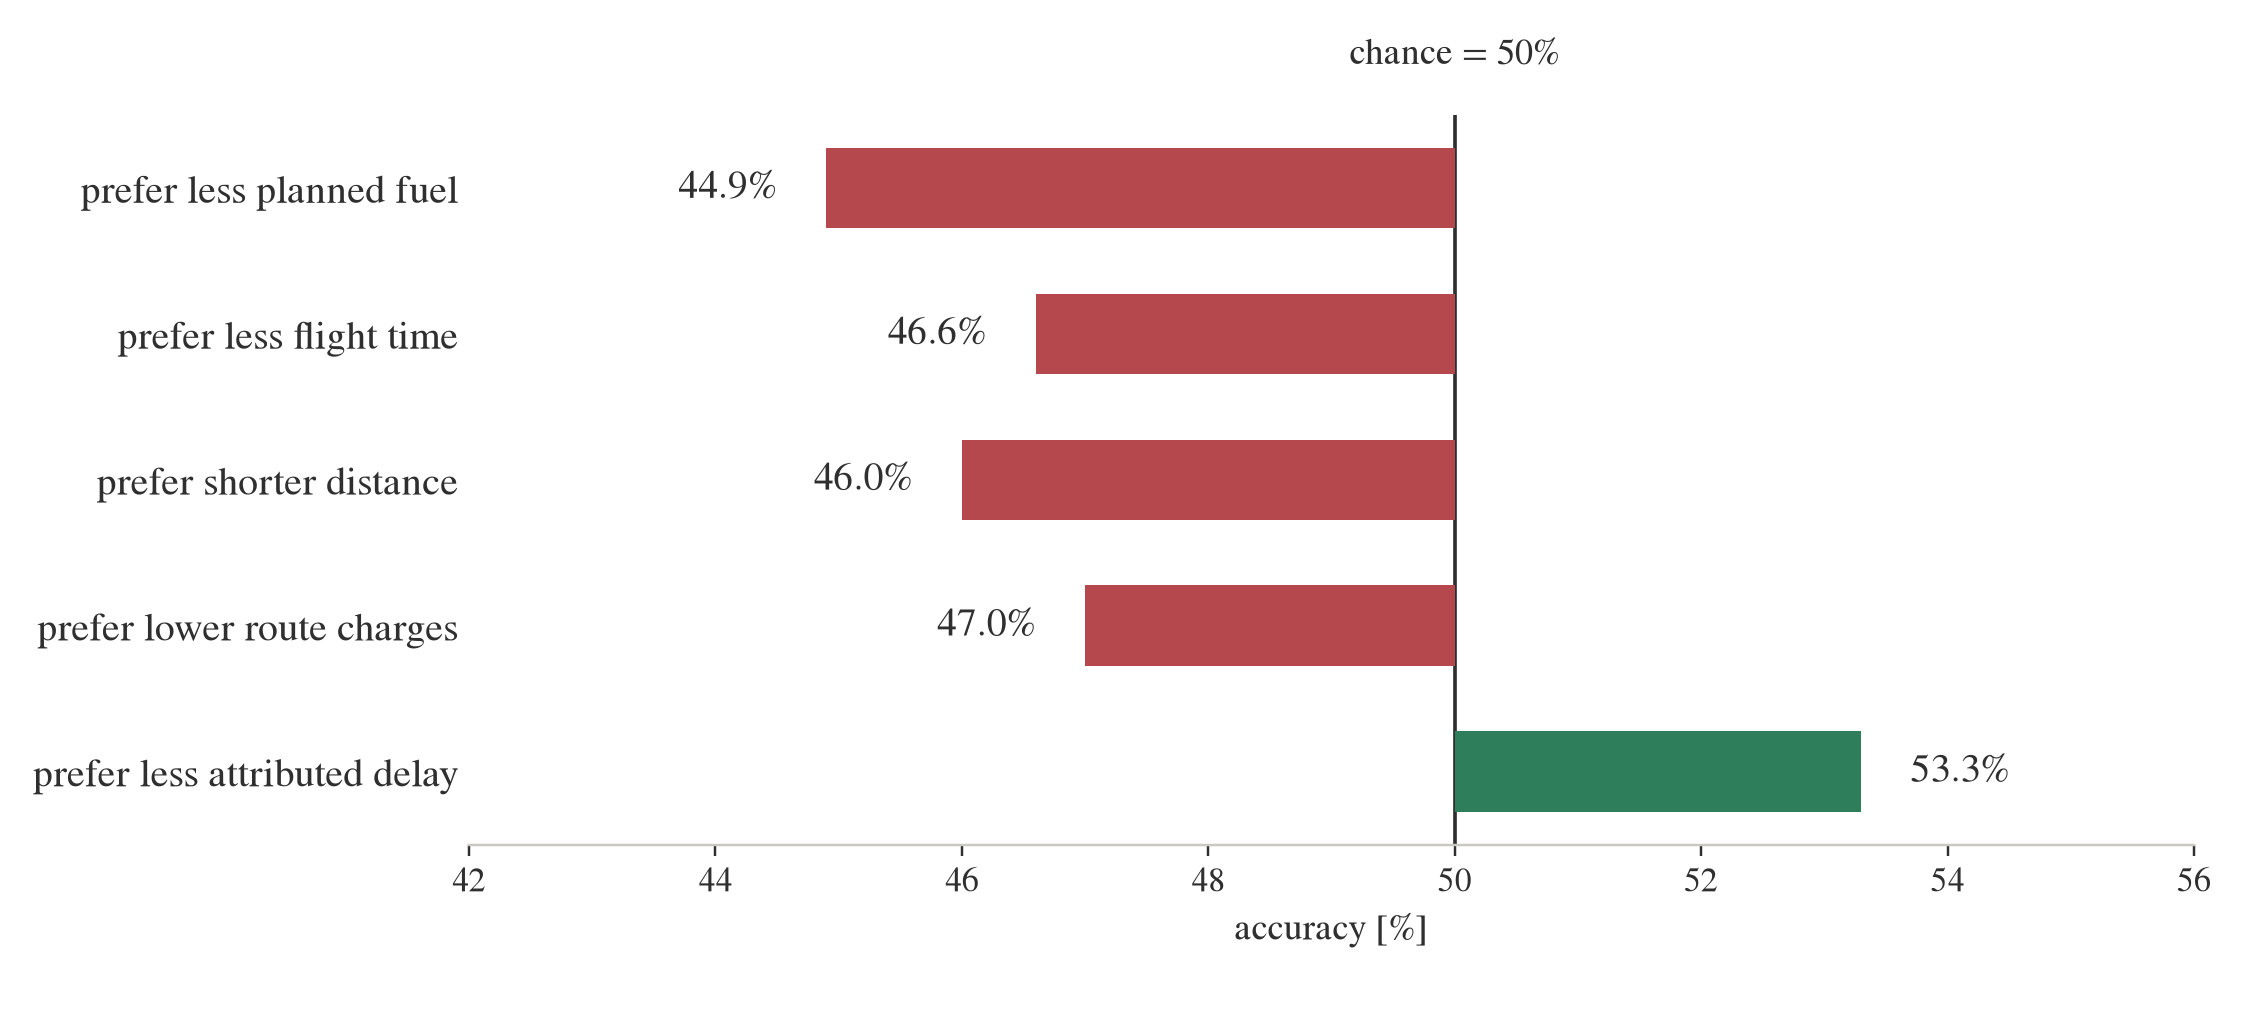 chance = 50%
prefer less planned fuel
44.9%
prefer less flight time
46.6%
prefer shorter distance
46.0%
prefer lower route charges
47.0%
prefer less attributed delay
53.3%
42 44 46 48 50 52 54 56
accuracy [%]